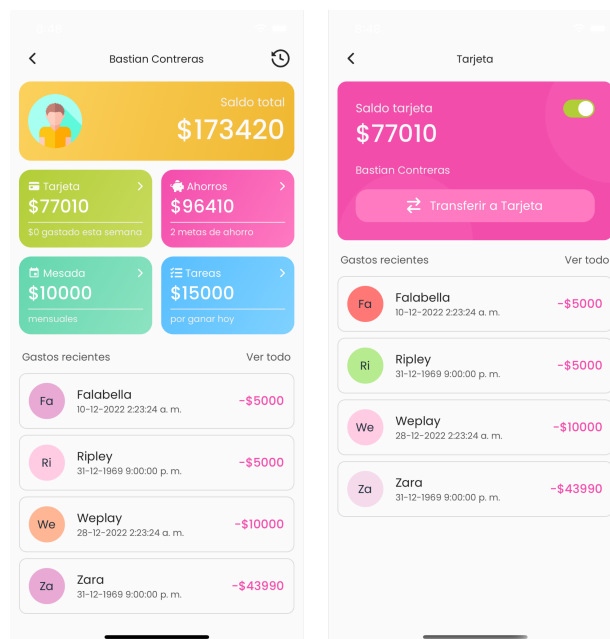 Bastian Contreras
Saldo total
$173420
Tarjeta
$77010
$0 gastado esta semana
Ahorros
$96410
2 metas de ahorro
Mesada
$10000
mensuales
Tareas
$15000
por ganar hoy
Gastos recientes
Ver todo
Fa
Falabella
10-12-2022 2:23:24 a. m.
-$5000
Ri
Ripley
31-12-1969 9:00:00 p. m.
-$5000
We
Weplay
28-12-2022 2:23:24 a. m.
-$10000
Za
Zara
31-12-1969 9:00:00 p. m.
-$43990
Tarjeta
Saldo tarjeta
$77010
Bastian Contreras
Transferir a Tarjeta
Gastos recientes
Ver todo
Fa
Falabella
10-12-2022 2:23:24 a. m.
-$5000
Ri
Ripley
31-12-1969 9:00:00 p. m.
-$5000
We
Weplay
28-12-2022 2:23:24 a. m.
-$10000
Za
Zara
31-12-1969 9:00:00 p. m.
-$43990